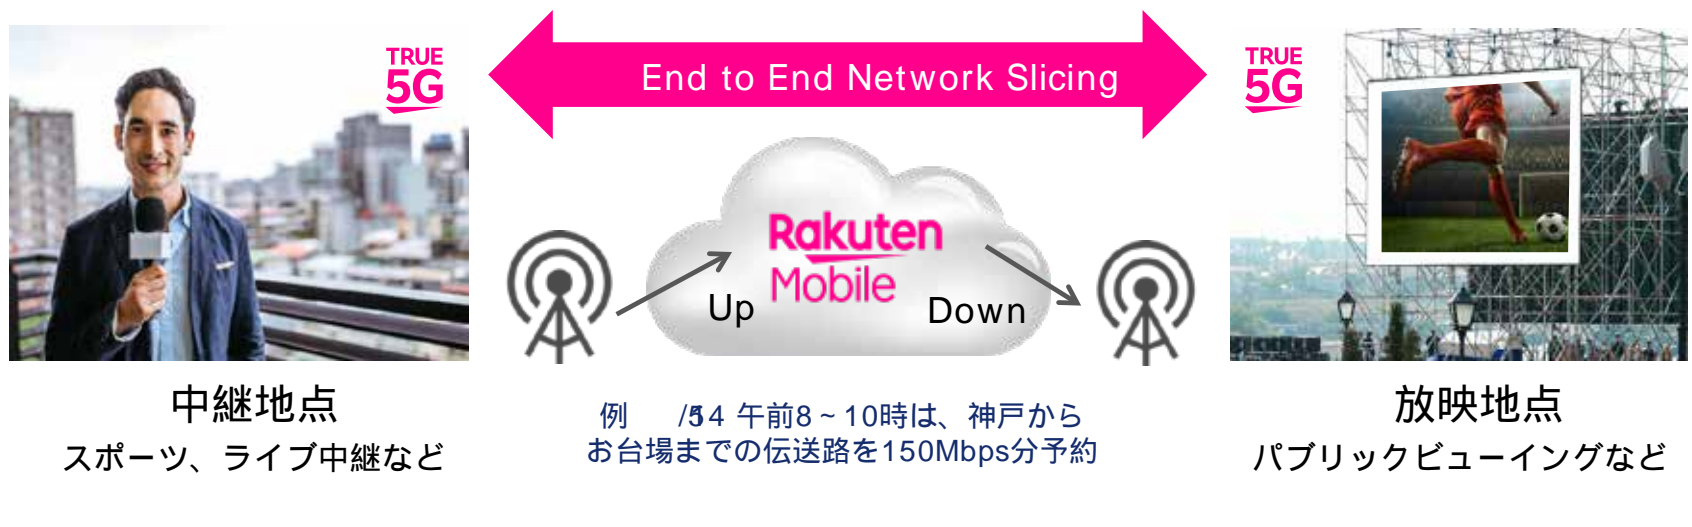 TRUE
5G
End to End Network Slicing
TRUE
5G
Rakuten
Mobile
Up
Down
中継地点
スポーツ、ライブ中継など
例 午前8～10時は、神戸から
お台場までの伝送路を150Mbps分予約
放映地点
パブリックビューイングなど